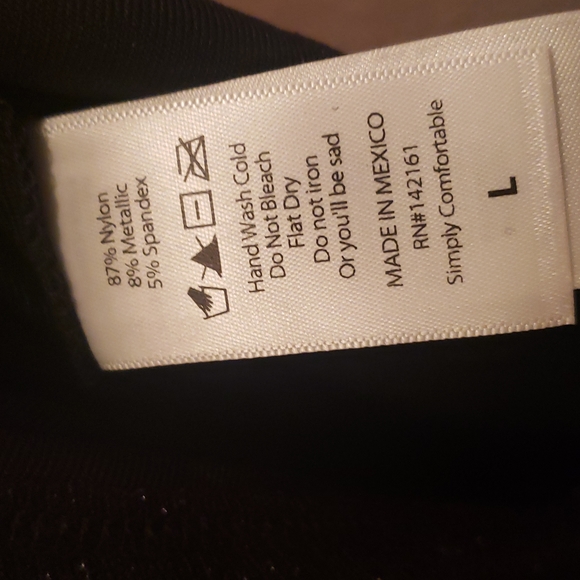 87% Nylon
8% Metallic
5% Spandex
Hand Wash Cold
Do Not Bleach
Flat Dry
Do not iron
Or you'll be sad
MADE IN MEXICO
RN#142161
Simply Comfortable
L